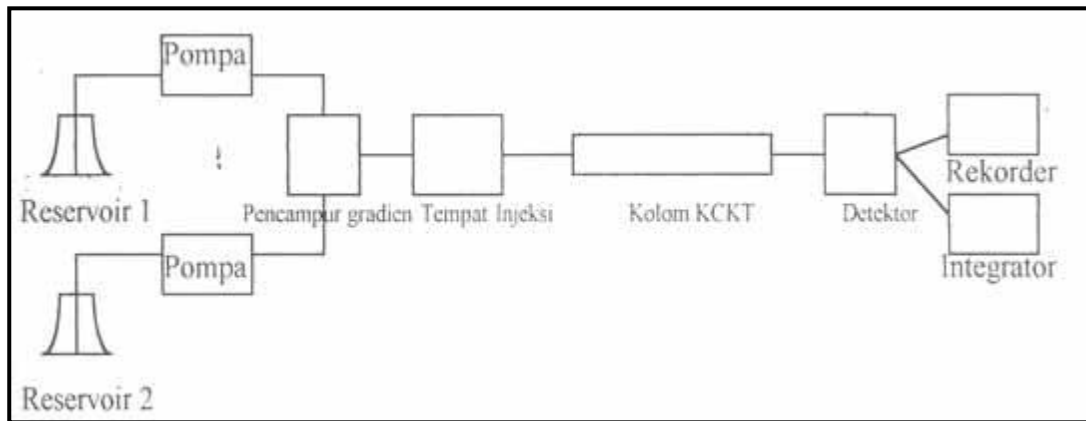 Pompa
Reservoir 1
Pencampur gradien
Tempat Injeksi
Kolom KCKT
Detektor
Rekorder
Integrator
Pompa
Reservoir 2